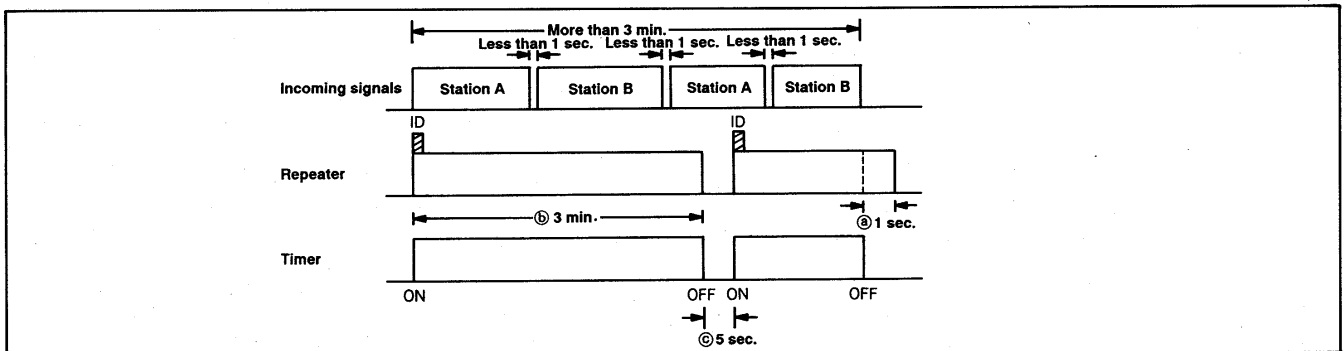 More than 3 min.
Less than 1 sec. Less than 1 sec. Less than 1 sec.
Incoming signals Station A Station B Station A Station B
ID ID
Repeater
ⓑ 3 min. ⓐ 1 sec.
Timer
ON OFF ON OFF
ⓒ 5 sec.